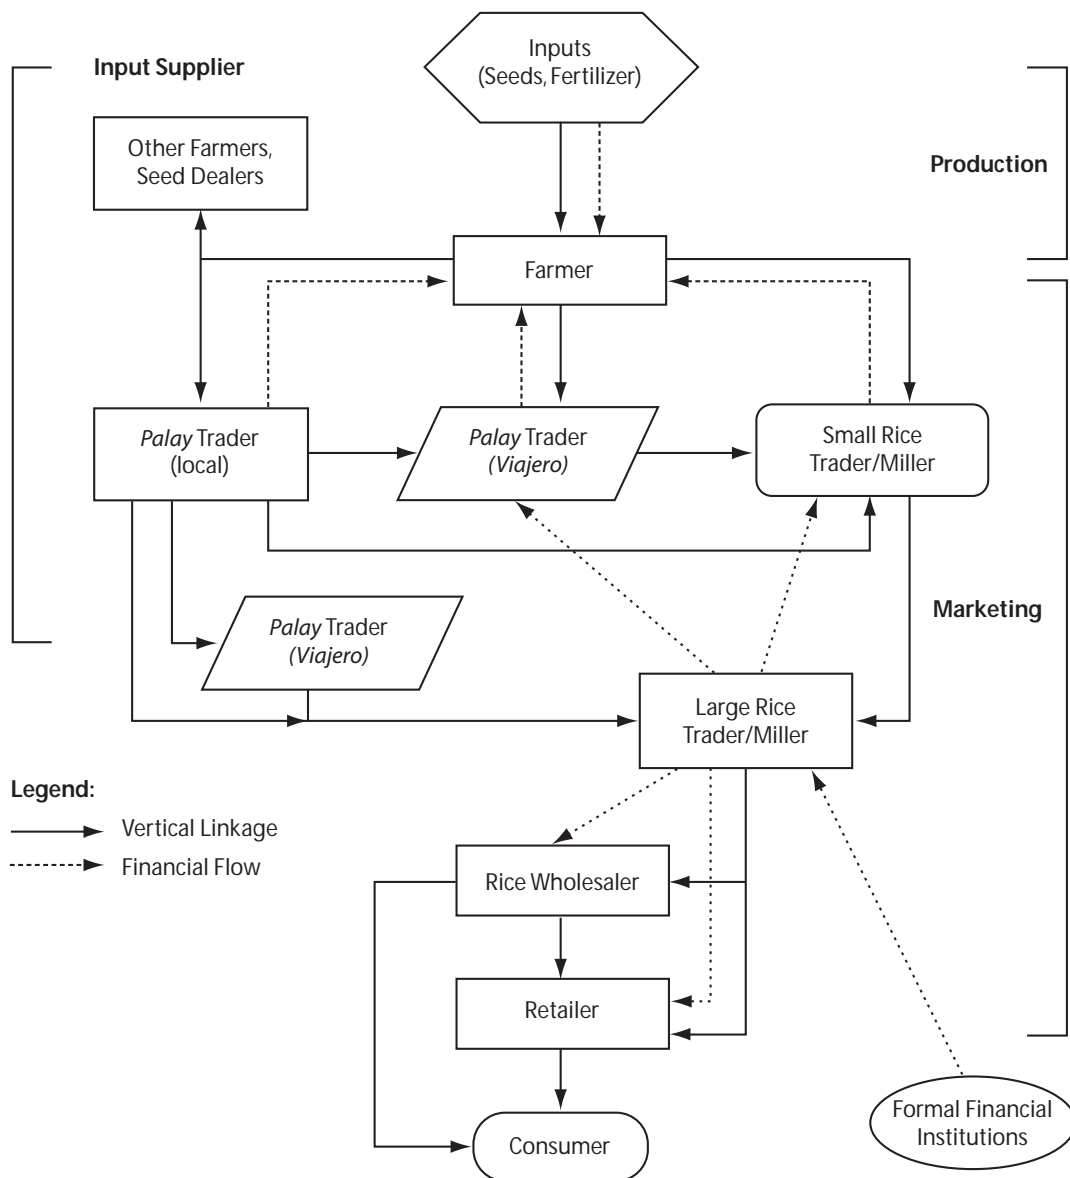 Inputs
(Seeds, Fertilizer)
Input Supplier
Other Farmers,
Seed Dealers
Production
Farmer
Palay Trader
(local)
Palay Trader
(Viajero)
Small Rice
Trader/Miller
Palay Trader
(Viajero)
Marketing
Large Rice
Trader/Miller
Legend:
Vertical Linkage
Financial Flow
Rice Wholesaler
Retailer
Formal Financial
Institutions
Consumer